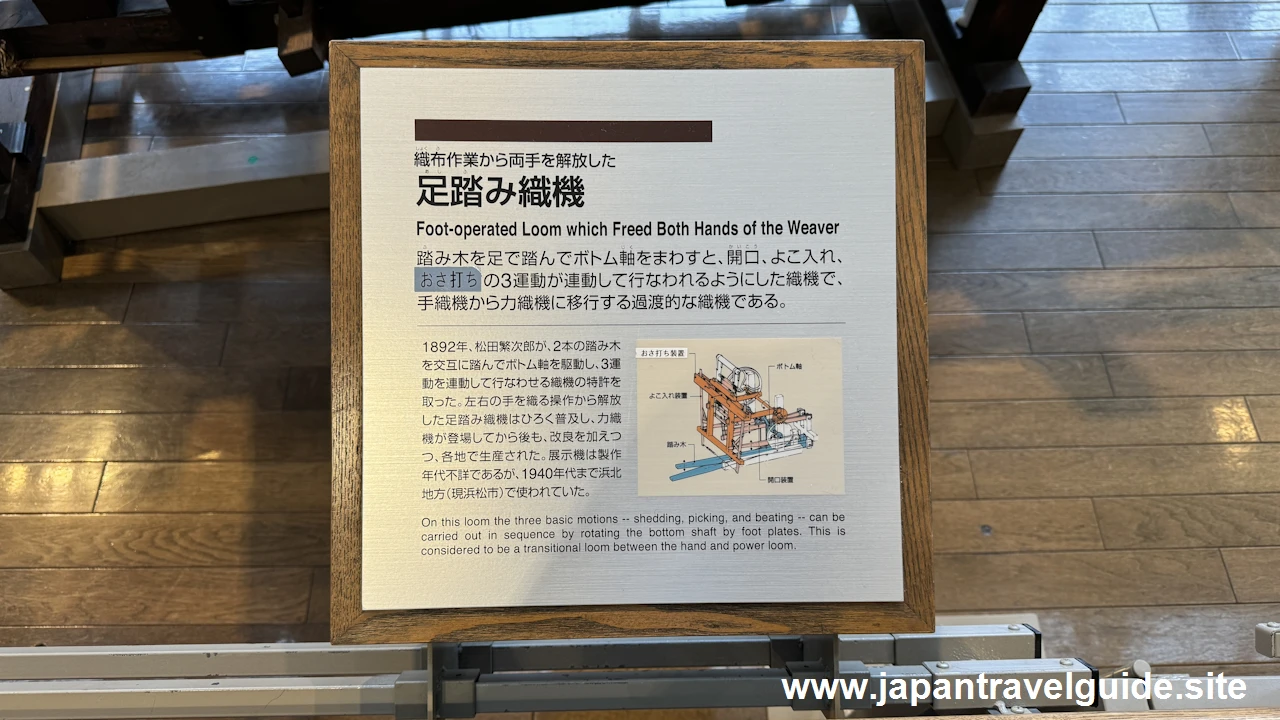 織布作業から両手を解放した
足踏み織機
Foot-operated Loom which Freed Both Hands of the Weaver
踏み木を足で踏んでボトム軸をまわすと、開口、よこ入れ、
おさ打ちの3運動が連動して行なわれるようにした織機で、
手織機から力織機に移行する過渡的な織機である。
1892年、松田繁次郎が、2本の踏み木
を交互に踏んでボトム軸を駆動し、3運
動を連動して行なわせる織機の特許を
取った。左右の手を織る操作から解放
した足踏み織機はひろく普及し、力織
機が登場してから後も、改良を加えつ
つ、各地で生産された。展示機は製作
年代不詳であるが、1940年代まで浜北
地方（現浜松市）で使われていた。
おさ打ち装置
ボトム軸
よこ入れ装置
踏み木
開口装置
On this loom the three basic motions -- shedding, picking, and beating -- can be
carried out in sequence by rotating the bottom shaft by foot plates. This is
considered to be a transitional loom between the hand and power loom.
www.japantravelguide.site